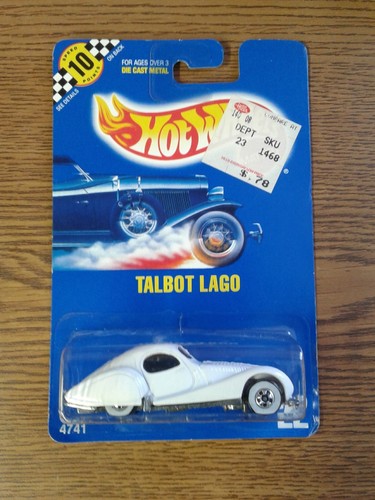 SPEED
10
POINTS
SEE DETAILS
ON BACK
FOR AGES OVER 3
DIE CAST METAL
HOT W
®
DEPT SKU
23 1468
$.78
TALBOT LAGO
4741